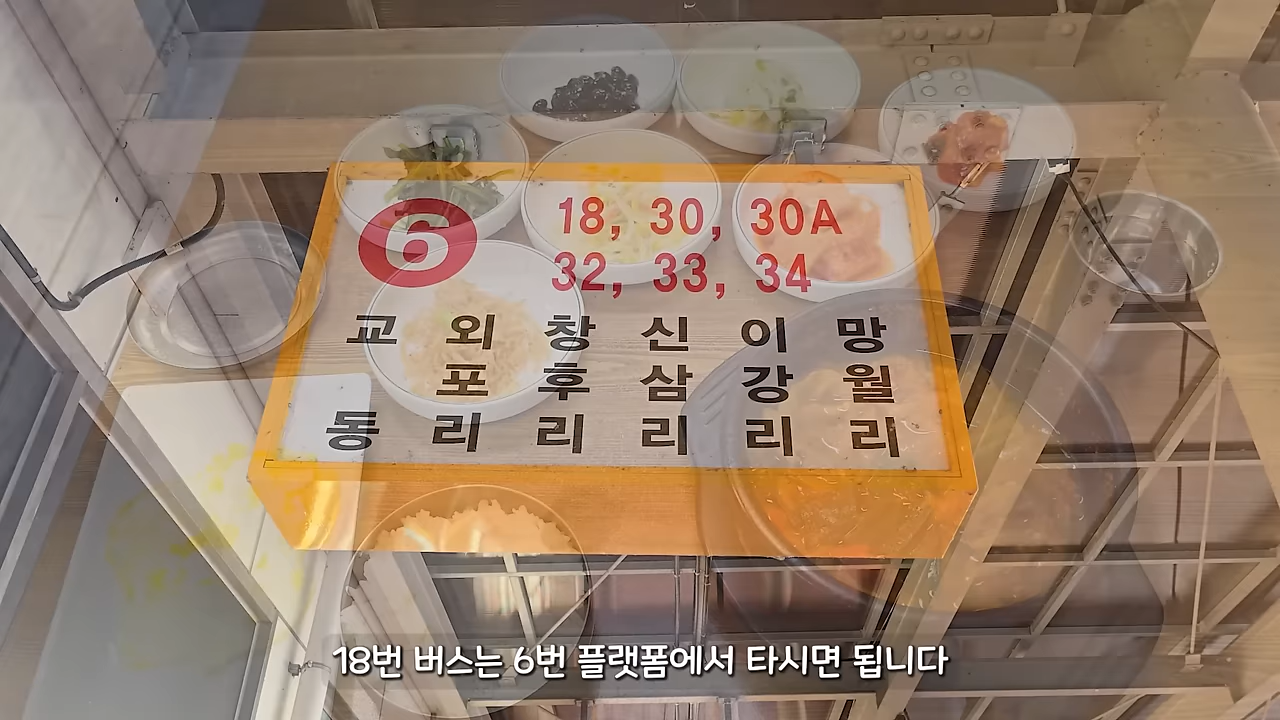 6 18, 30, 30A
32, 33, 34
교 외 창 신 이 망
포 후 삼 강 월
동 리 리 리 리 리
18번 버스는 6번 플랫폼에서 타시면 됩니다